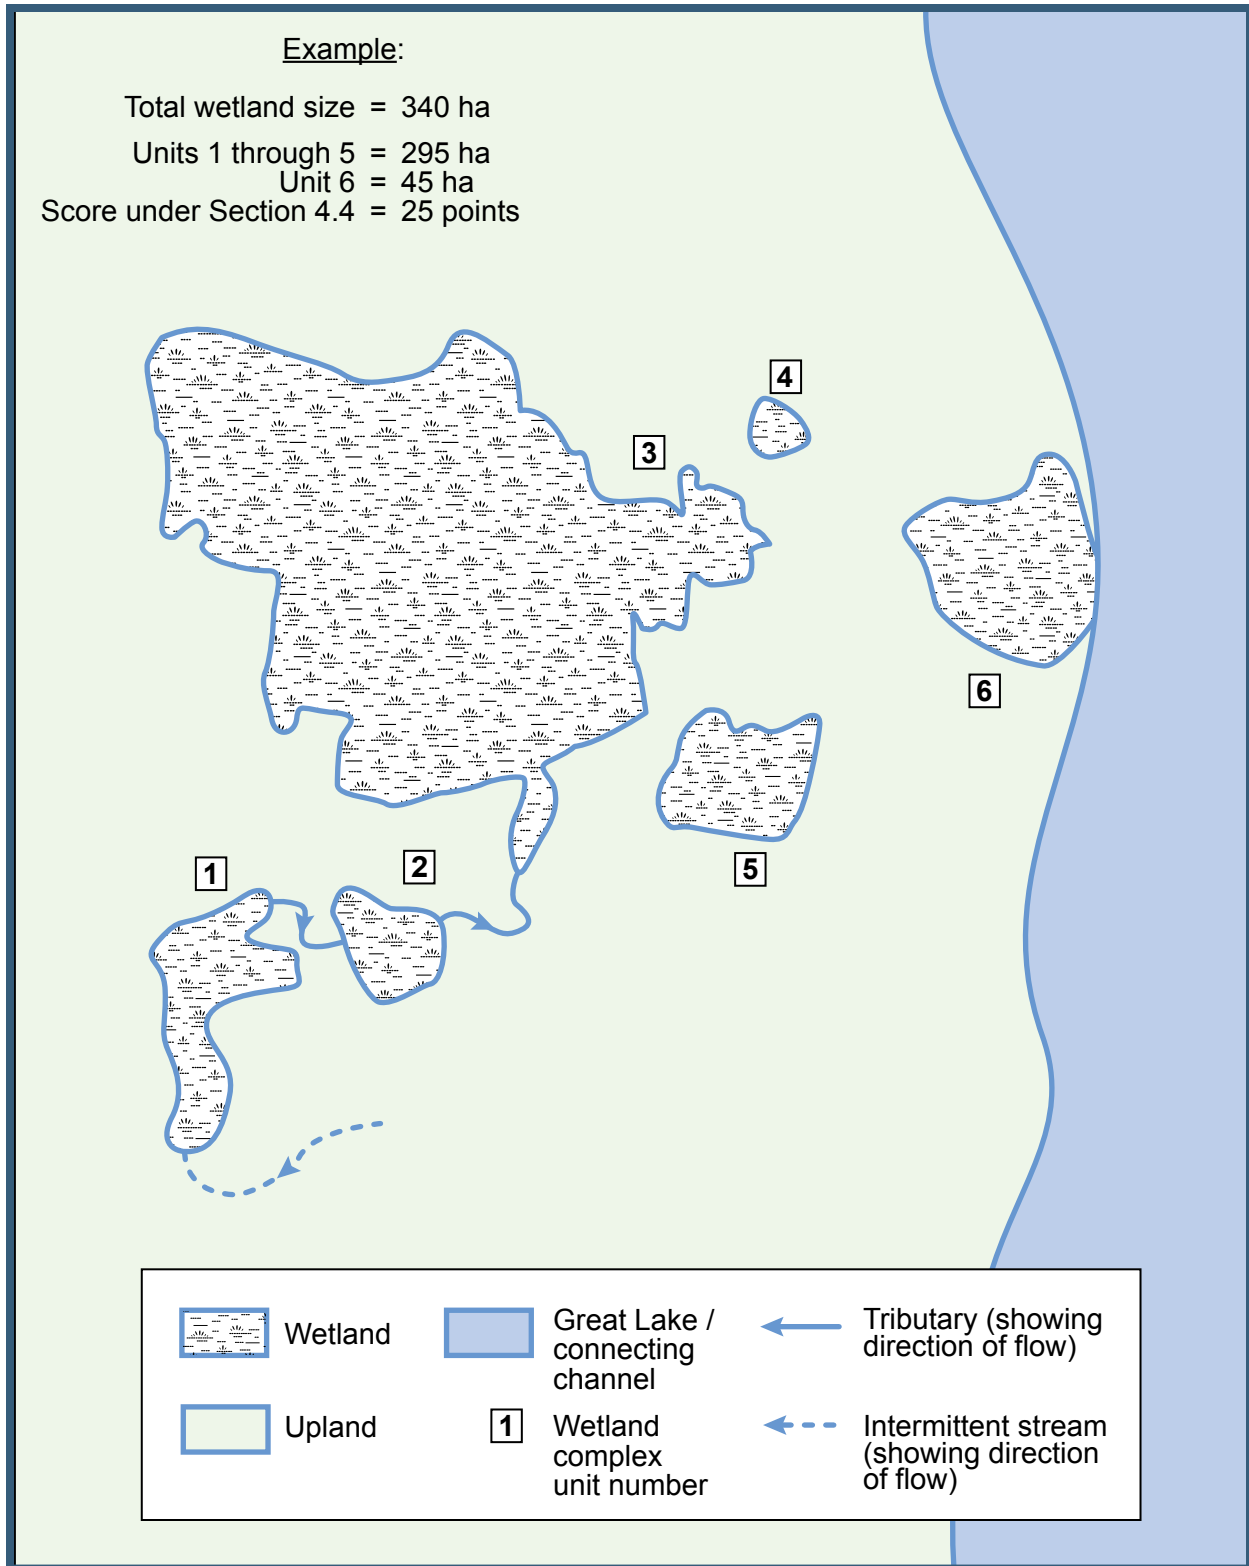 Example:
Total wetland size = 340 ha
Units 1 through 5 = 295 ha
Unit 6 = 45 ha
Score under Section 4.4 = 25 points
4
3
6
5
2
1
Wetland
Upland
Great Lake /
connecting
channel
1
Wetland
complex
unit number
Tributary (showing
direction of flow)
Intermittent stream
(showing direction
of flow)